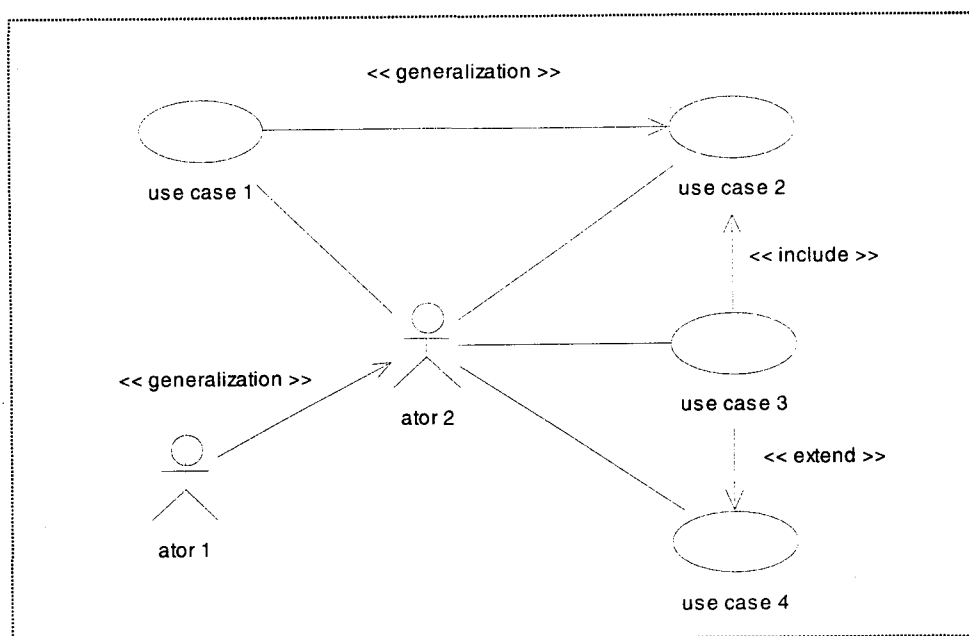 << generalization >>
use case 1
use case 2
<< include >>
<< generalization >>
ator 2
use case 3
<< extend >>
ator 1
use case 4